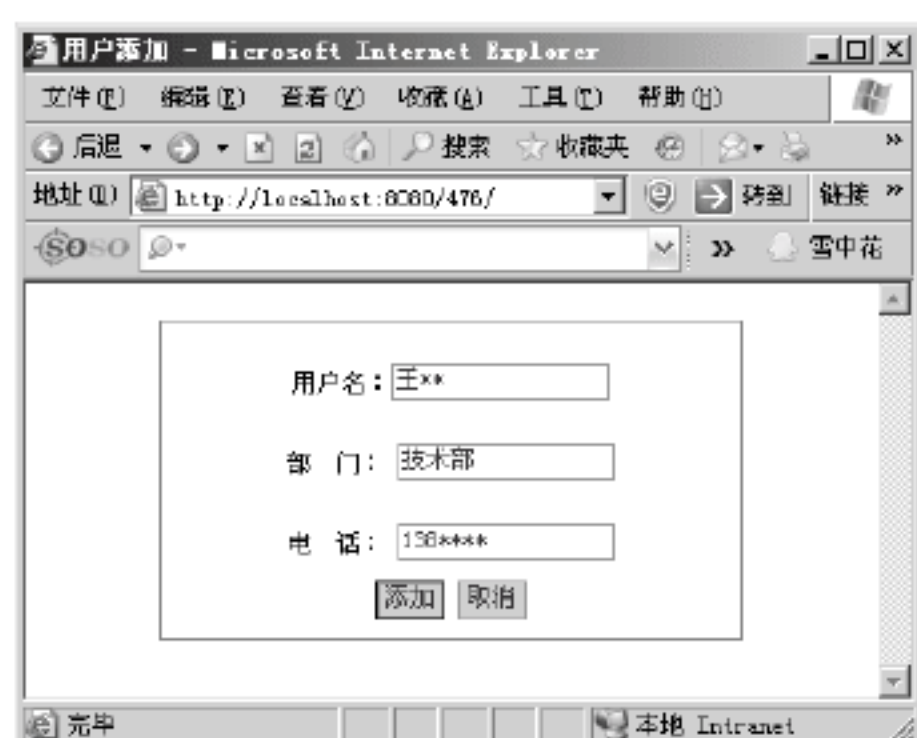 用户添加 - Microsoft Internet Explorer
文件(F) 编辑(E) 查看(V) 收藏(A) 工具(T) 帮助(H)
后退 搜索 收藏夹 »
地址(D) http://localhost:8080/476/ 转到 链接 »
SOSO » 雪中花
用户名：王**
部 门： 技术部
电 话： 138****
添加 取消
完毕 本地 Intranet